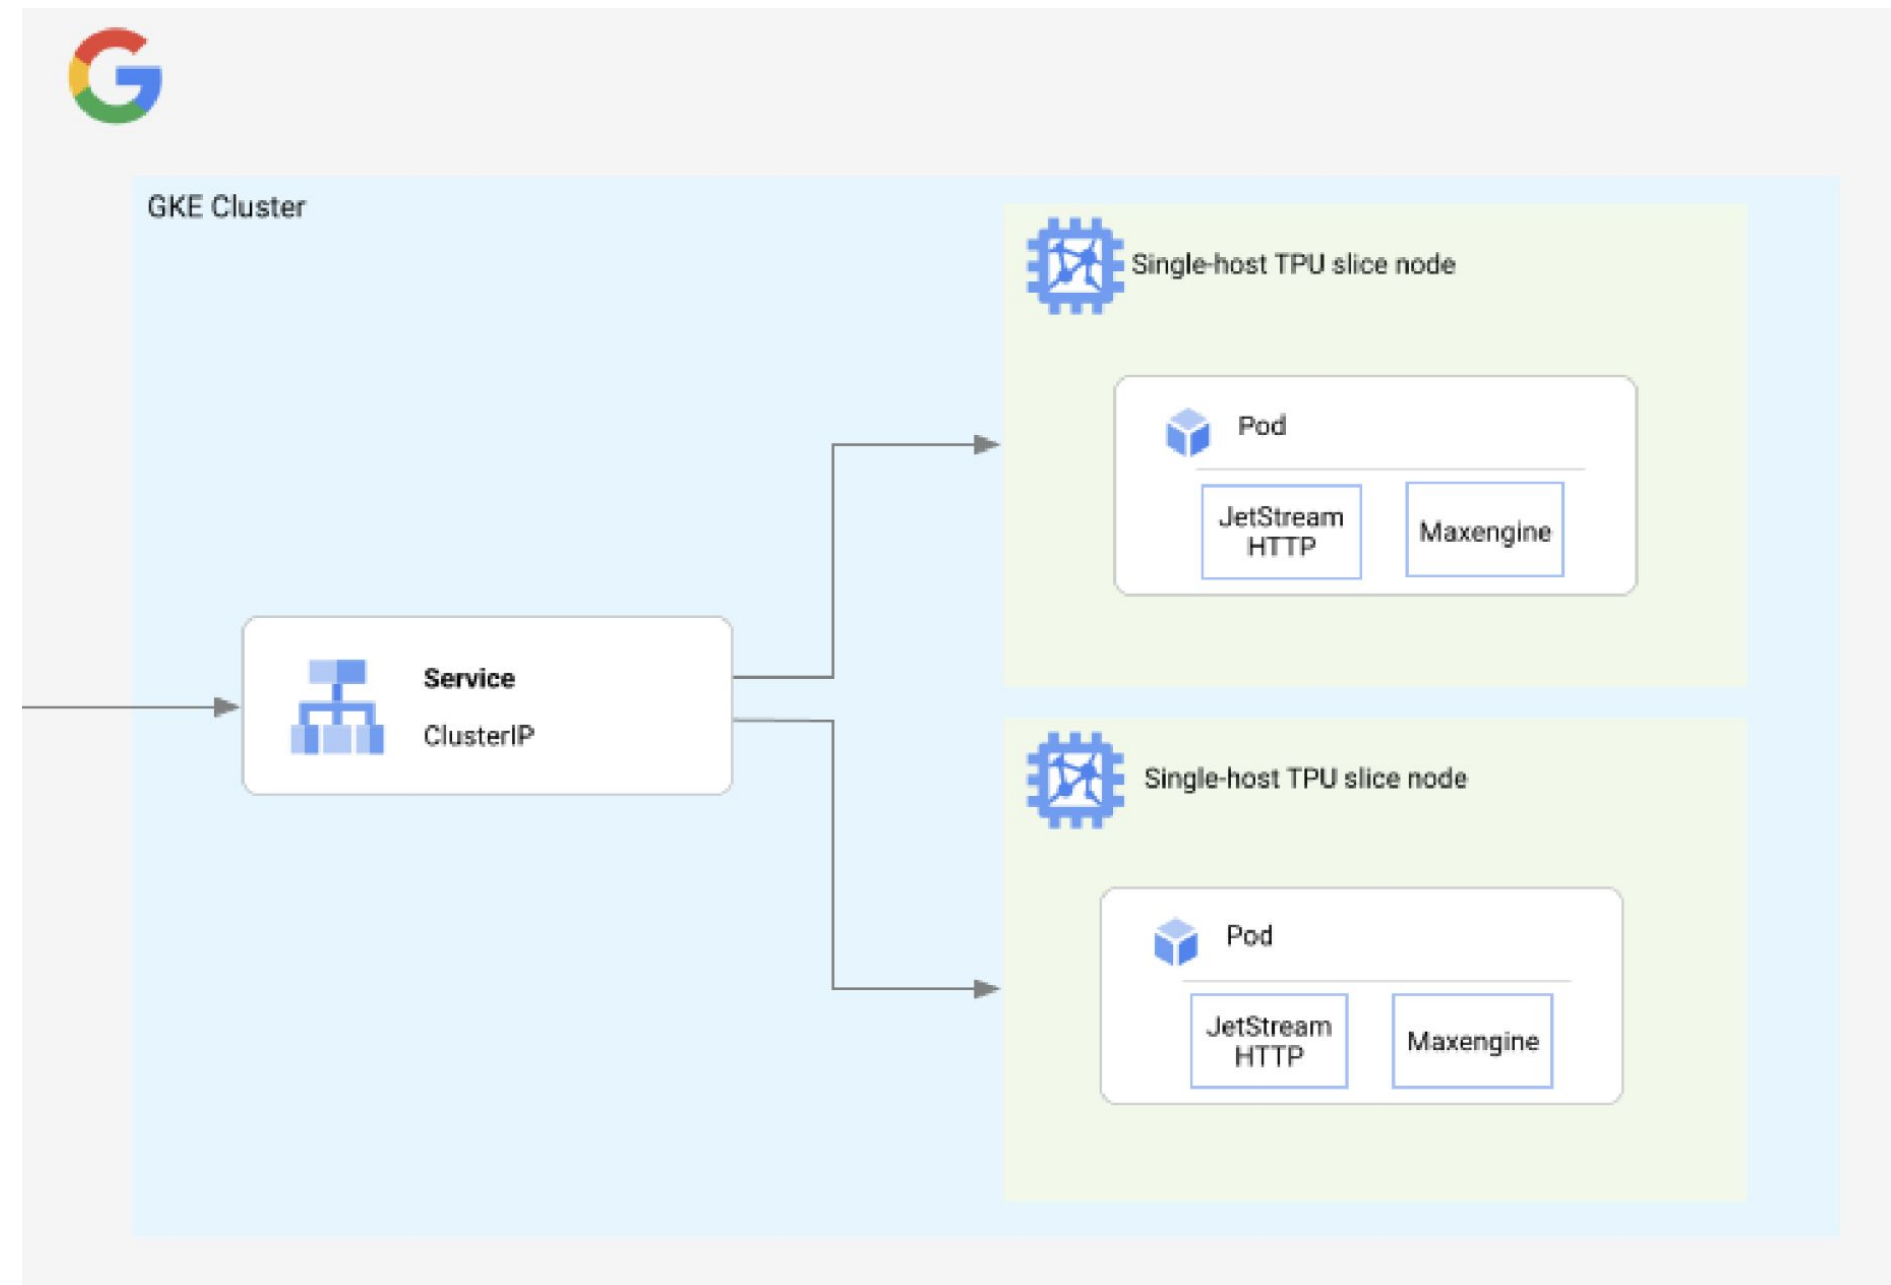 GKE Cluster
Single-host TPU slice node
Pod
JetStream
HTTP
Maxengine
Service
ClusterIP
Single-host TPU slice node
Pod
JetStream
HTTP
Maxengine